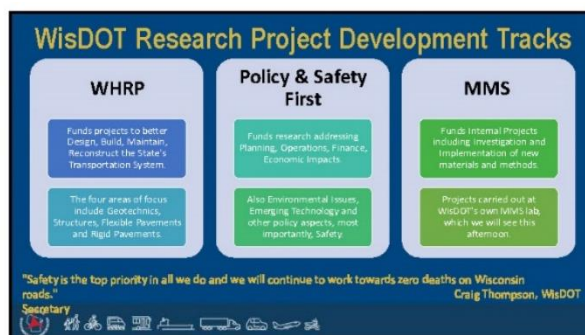 WisDOT Research Project Development Tracks
WHRP
Funds projects to better
Design, Build, Maintain,
Reconstruct the State's
Transportation System.
The four areas of focus
include Geotechnics,
Structures, Flexible Pavements
and Rigid Pavements.
Policy & Safety
First
Funds research addressing
Planning, Operations, Finance,
Economic Impacts
Also Environmental Issues,
Emerging Technology and
other policy aspects, most
importantly, Safety.
MMS
Funds Internal Projects
including Investigation and
Implementation of new
materials and methods.
Projects carried out at
WisDOT's own MMS lab,
which we will see this
afternoon.
"Safety is the top priority in all we do and we will continue to work towards zero deaths on Wisconsin
roads."
Craig Thompson, WisDOT
Secretary